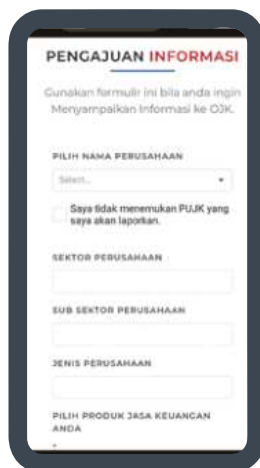 PENGAJUAN INFORMASI
Gunakan formulir ini bila anda ingin
Menyampaikan Informasi ke OJK.
PILIH NAMA PERUSAHAAN
Select...
Saya tidak menemukan PUJK yang
saya akan laporkan.
SEKTOR PERUSAHAAN
SUB SEKTOR PERUSAHAAN
JENIS PERUSAHAAN
PILIH PRODUK JASA KEUANGAN
ANDA